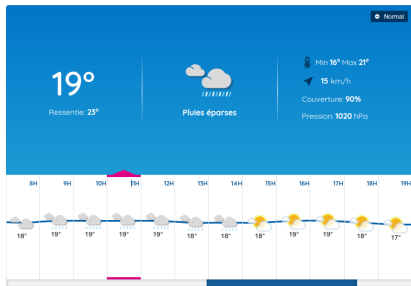 Normal
19°
Ressentie: 23°
Pluies éparses
Min 16° Max 21°
15 km/h
Couverture: 90%
Pression: 1020 hPa
8H 9H 10H 11H 12H 13H 14H 15H 16H 17H 18H 19H
18° 19° 19° 19° 19° 18° 18° 18° 19° 19° 18° 17°